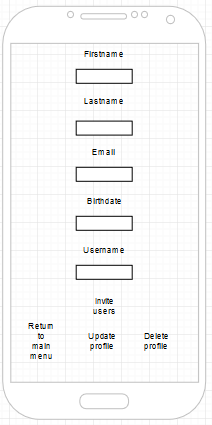 Firstname
Lastname
Email
Birthdate
Username
Invite
users
Return
to
main
menu
Update
profile
Delete
profile